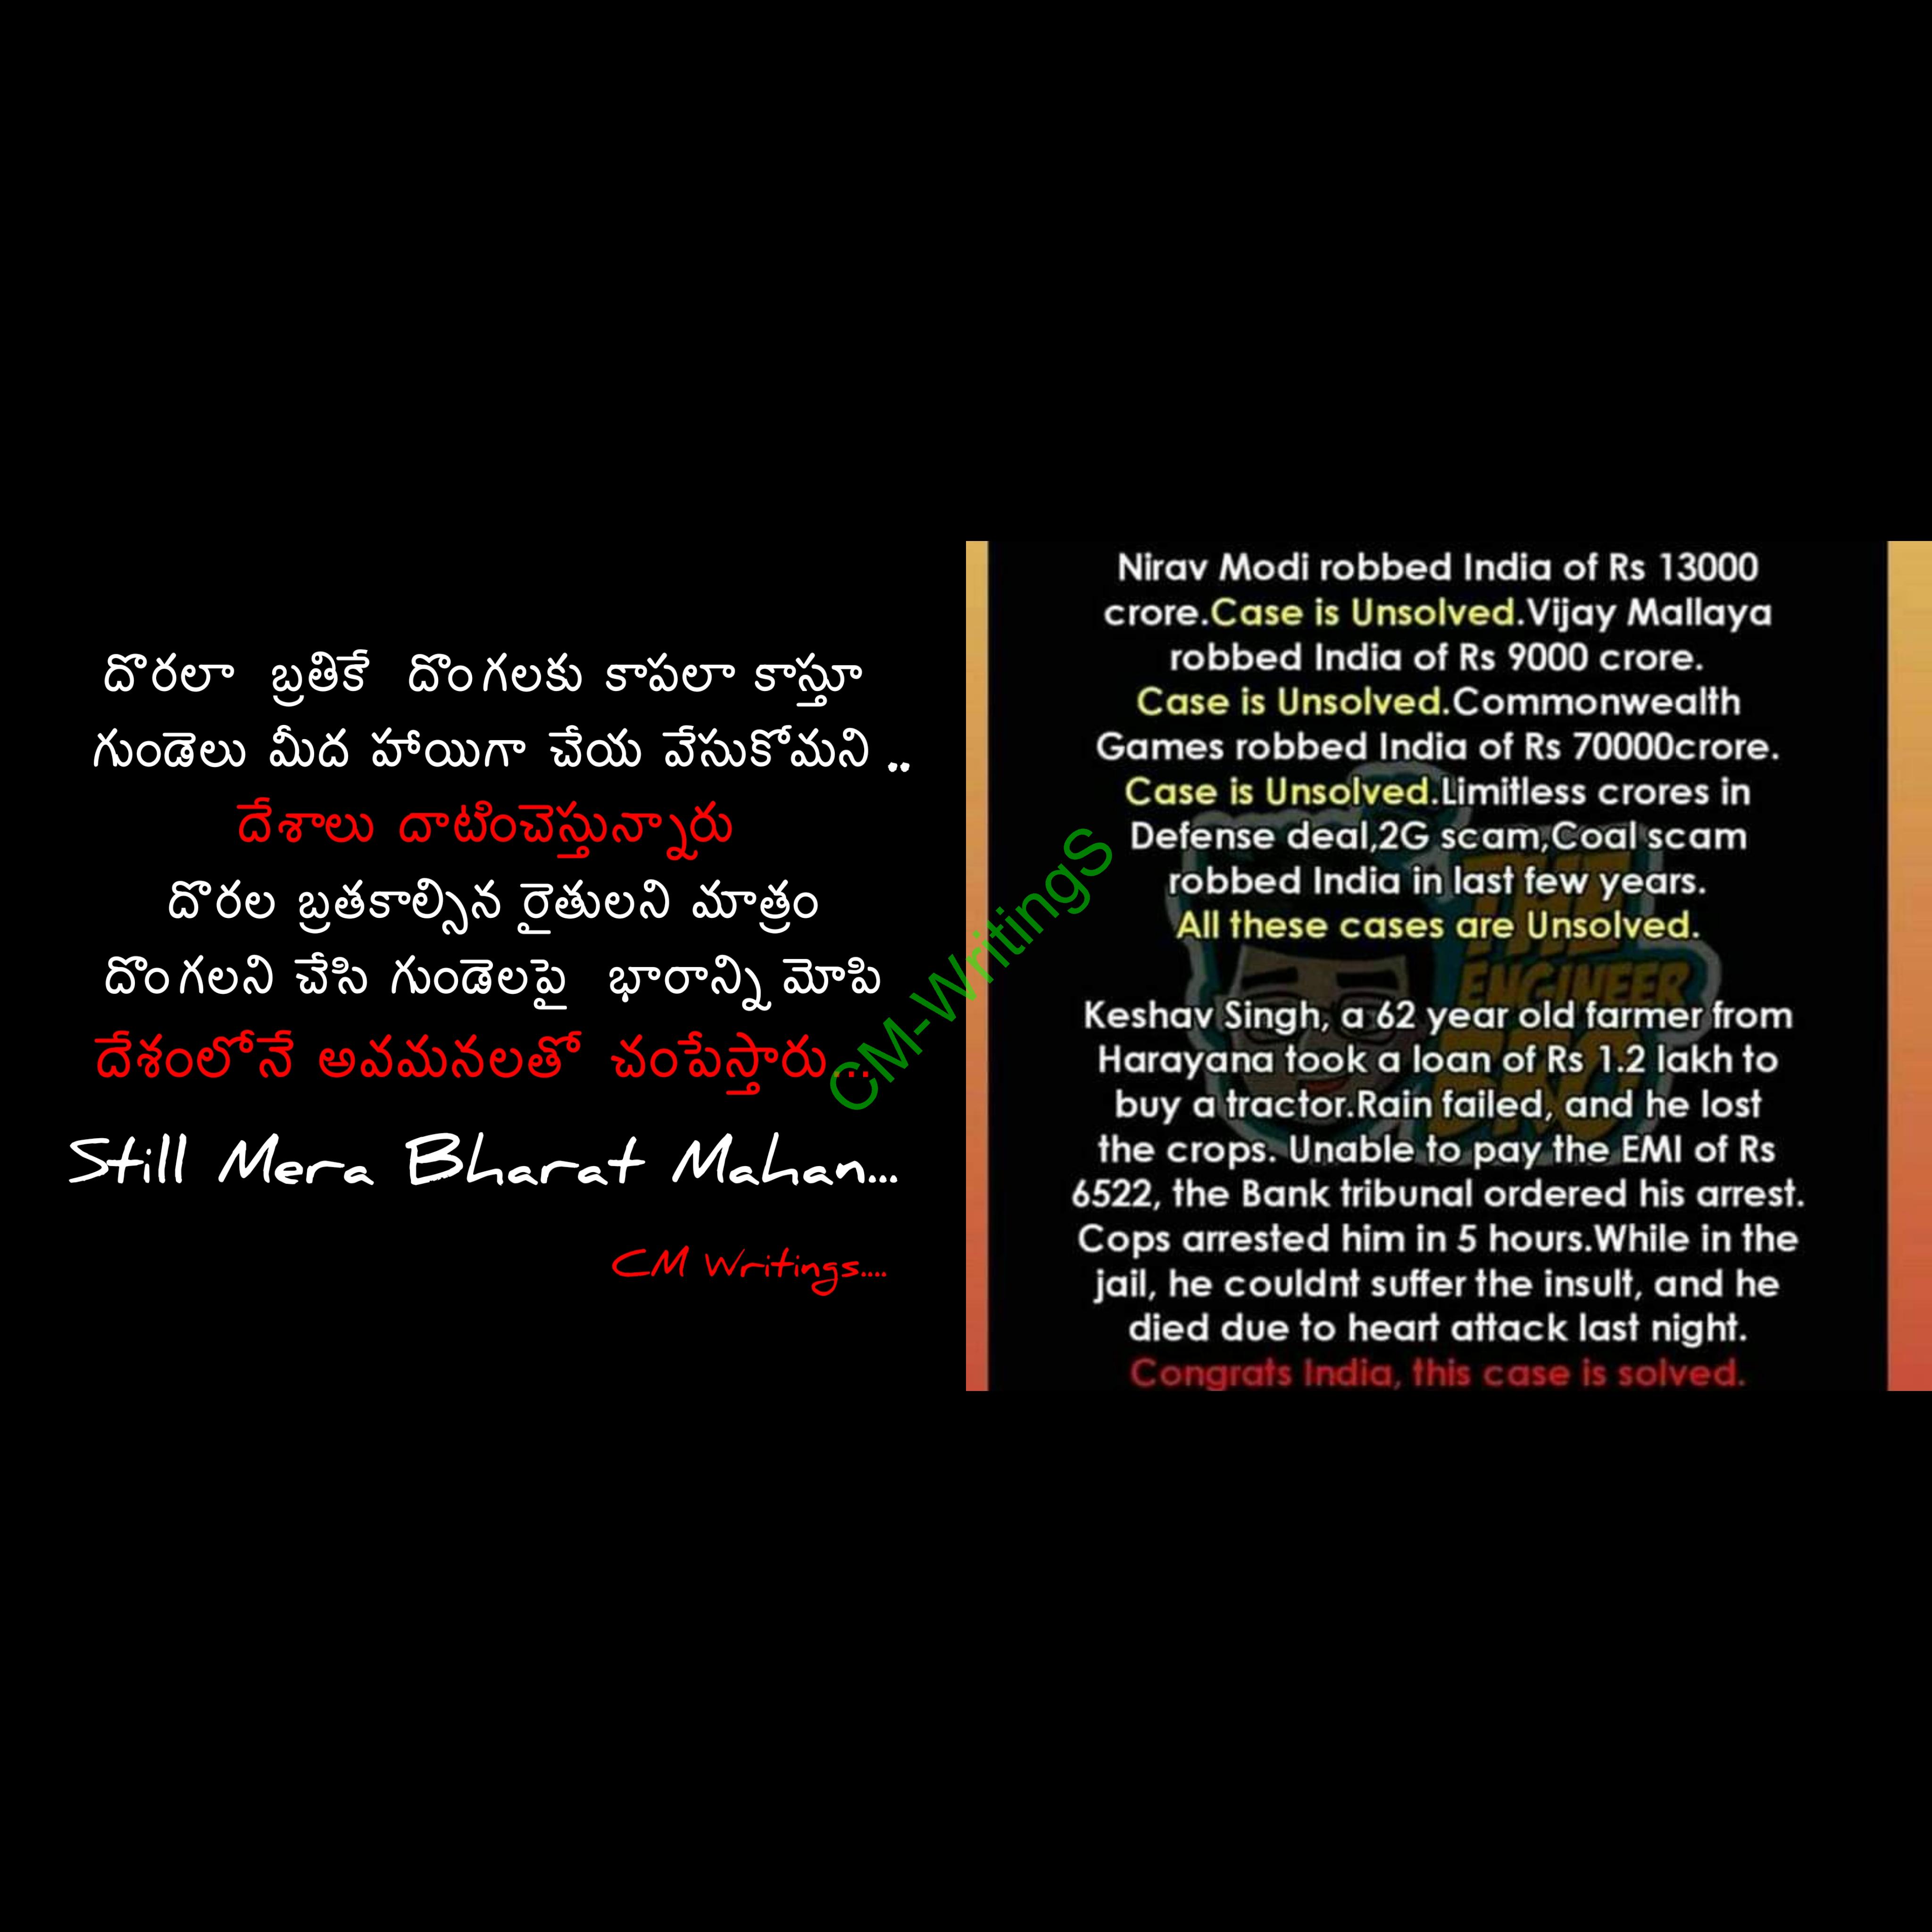 దొరలా బ్రతికే దొంగలకు కాపలా కాస్తూ
గుండెలు మీద హాయిగా చేయ వేసుకోమని ..
దేశాలు దాటించెస్తున్నారు
దొరల బ్రతకాల్సిన రైతులని మాత్రం
దొంగలని చేసి గుండెలపై భారాన్ని మోపి
దేశంలోనే అవమనలతో చంపేస్తారు...
Still Mera Bharat Mahan...
CM Writings....
CM-WritingS
Nirav Modi robbed India of Rs 13000
crore.Case is Unsolved.Vijay Mallaya
robbed India of Rs 9000 crore.
Case is Unsolved.Commonwealth
Games robbed India of Rs 70000crore.
Case is Unsolved.Limitless crores in
Defense deal,2G scam,Coal scam
robbed India in last few years.
All these cases are Unsolved.
Keshav Singh, a 62 year old farmer from
Harayana took a loan of Rs 1.2 lakh to
buy a tractor.Rain failed, and he lost
the crops. Unable to pay the EMI of Rs
6522, the Bank tribunal ordered his arrest.
Cops arrested him in 5 hours.While in the
jail, he couldnt suffer the insult, and he
died due to heart attack last night.
Congrats India, this case is solved.
THE
ENGINEER
BRO